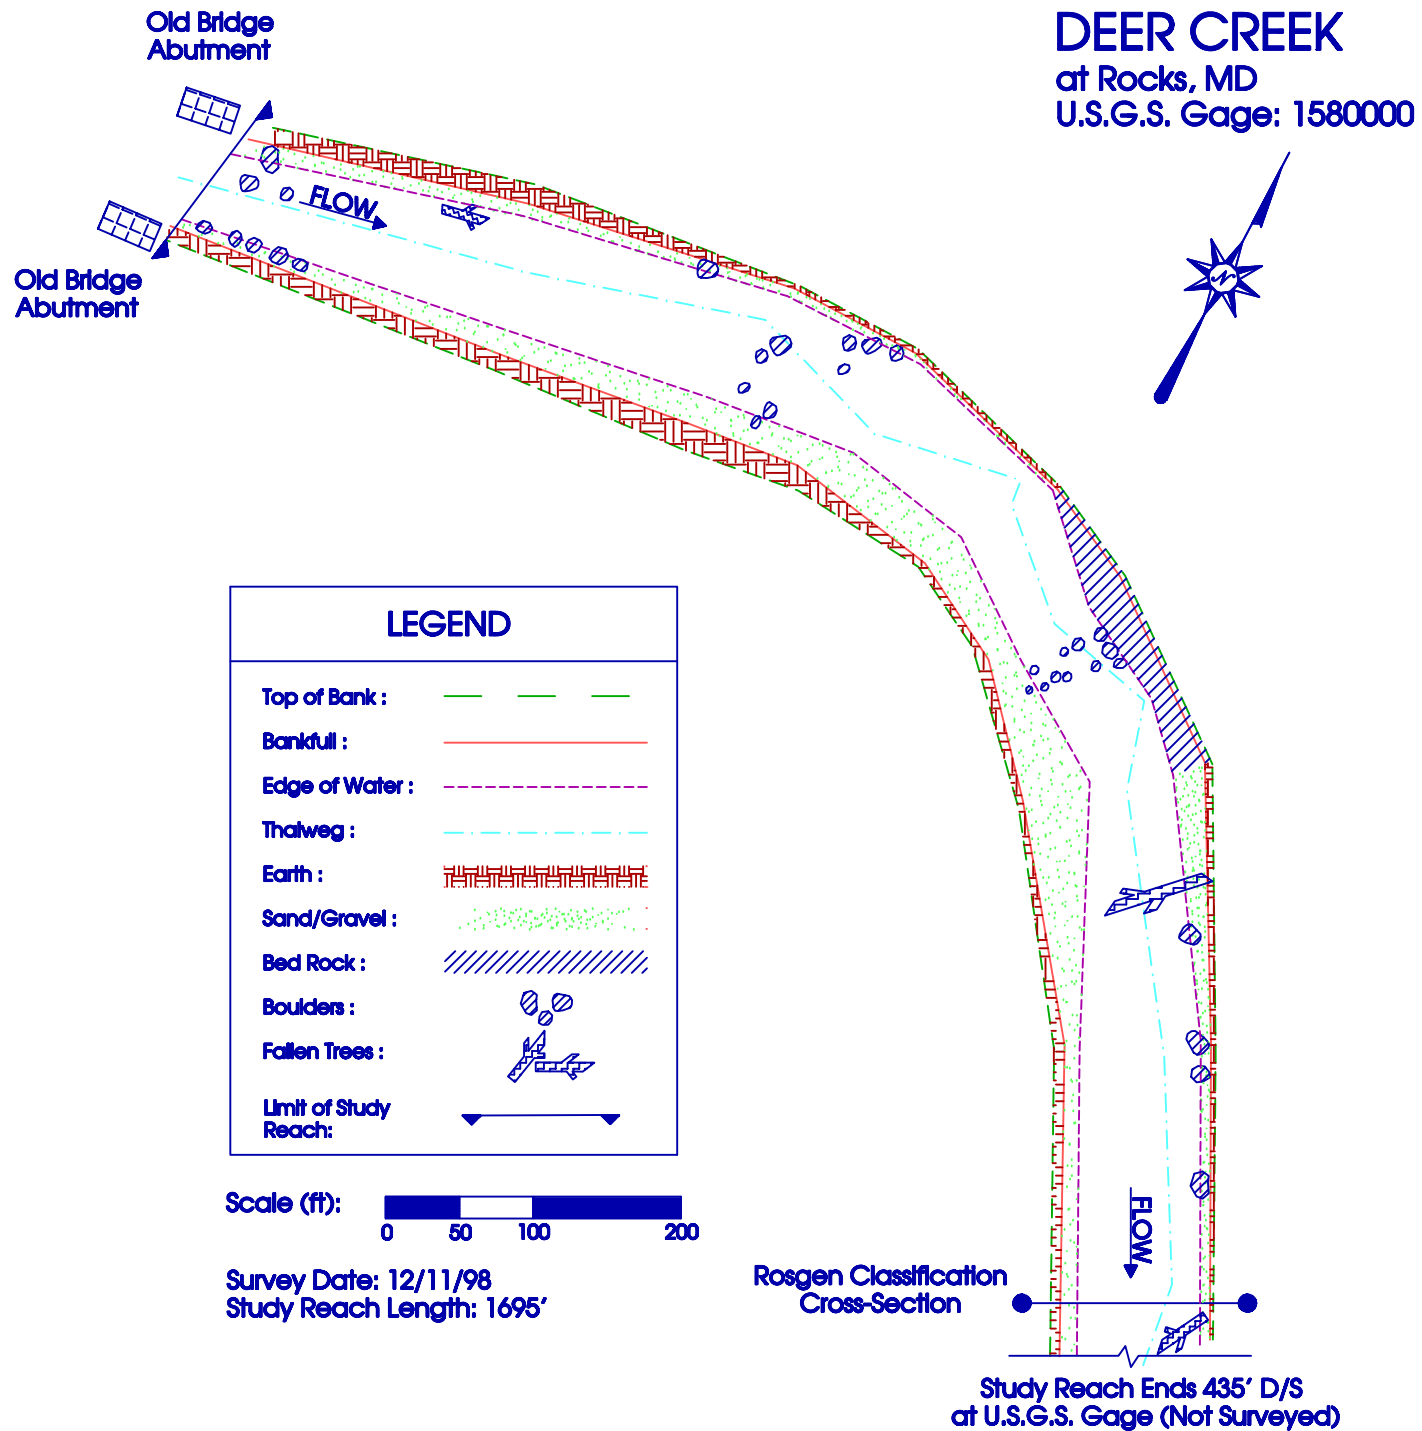 Old Bridge
Abutment
DEER CREEK
at Rocks, MD
U.S.G.S. Gage: 1580000
FLOW
N
Old Bridge
Abutment
LEGEND
Top of Bank :
Bankfull :
Edge of Water :
Thalweg :
Earth :
Sand/Gravel :
Bed Rock :
Boulders :
Fallen Trees :
Limit of Study
Reach:
Scale (ft):
0 50 100 200
Survey Date: 12/11/98
Study Reach Length: 1695'
FLOW
Rosgen Classification
Cross-Section
Study Reach Ends 435' D/S
at U.S.G.S. Gage (Not Surveyed)